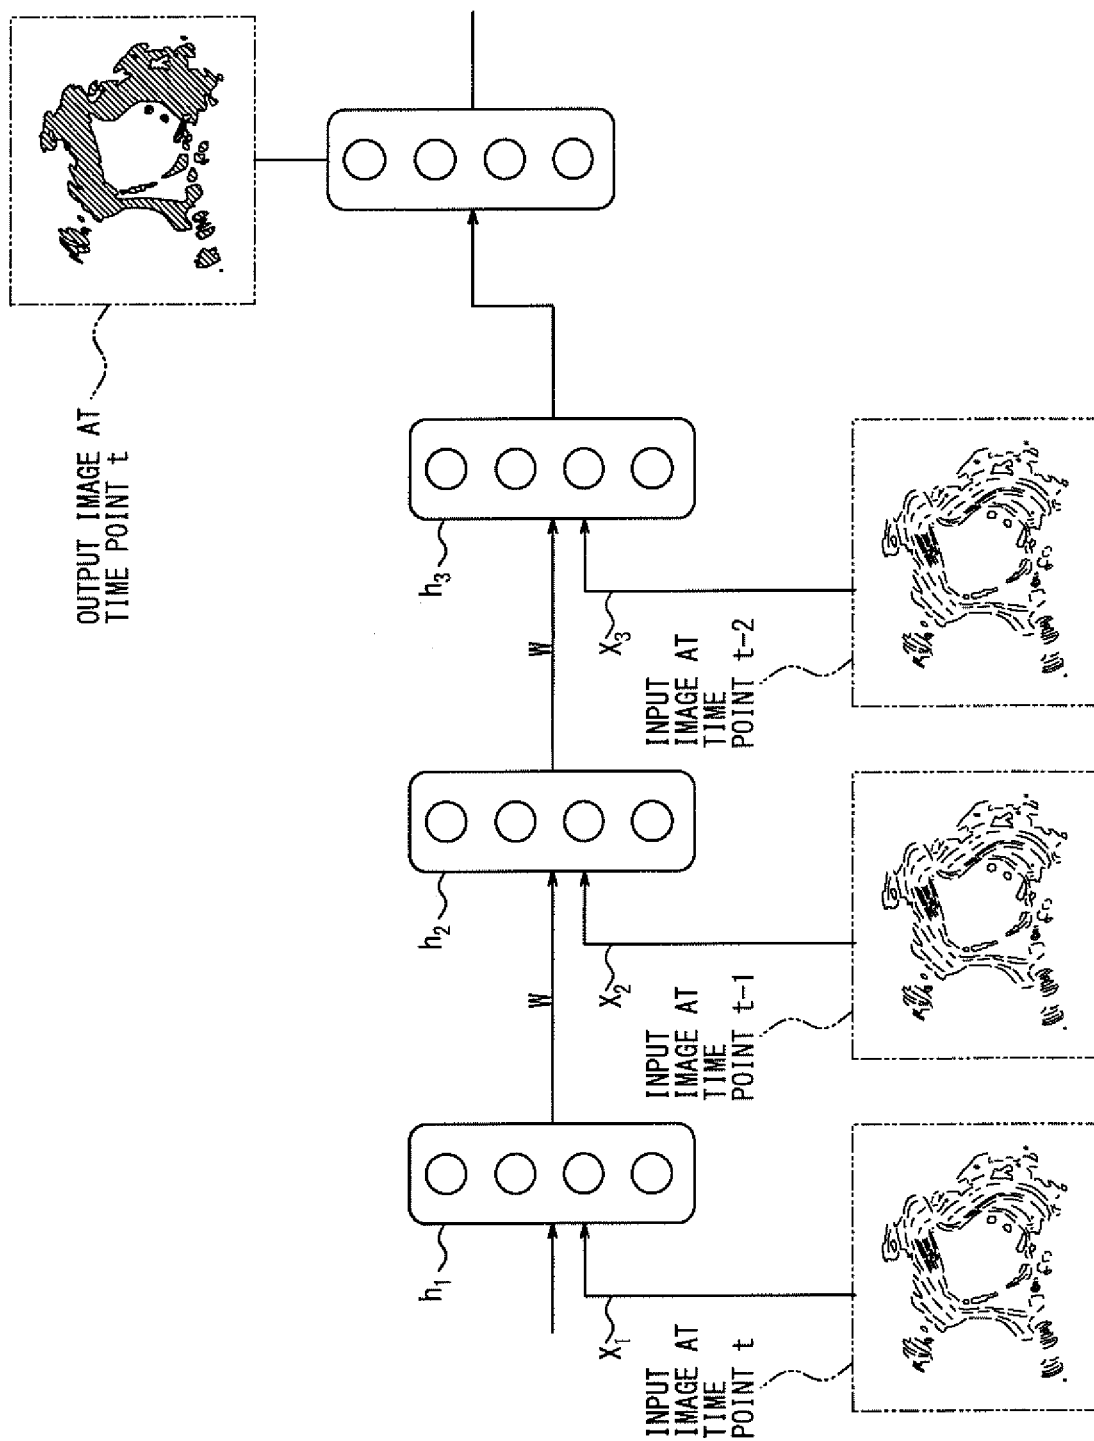 OUTPUT IMAGE AT
TIME POINT t
h₁
W
h₂
W
h₃
X₁
X₂
X₃
INPUT
IMAGE AT
TIME
POINT t
INPUT
IMAGE AT
TIME
POINT t-1
INPUT
IMAGE AT
TIME
POINT t-2